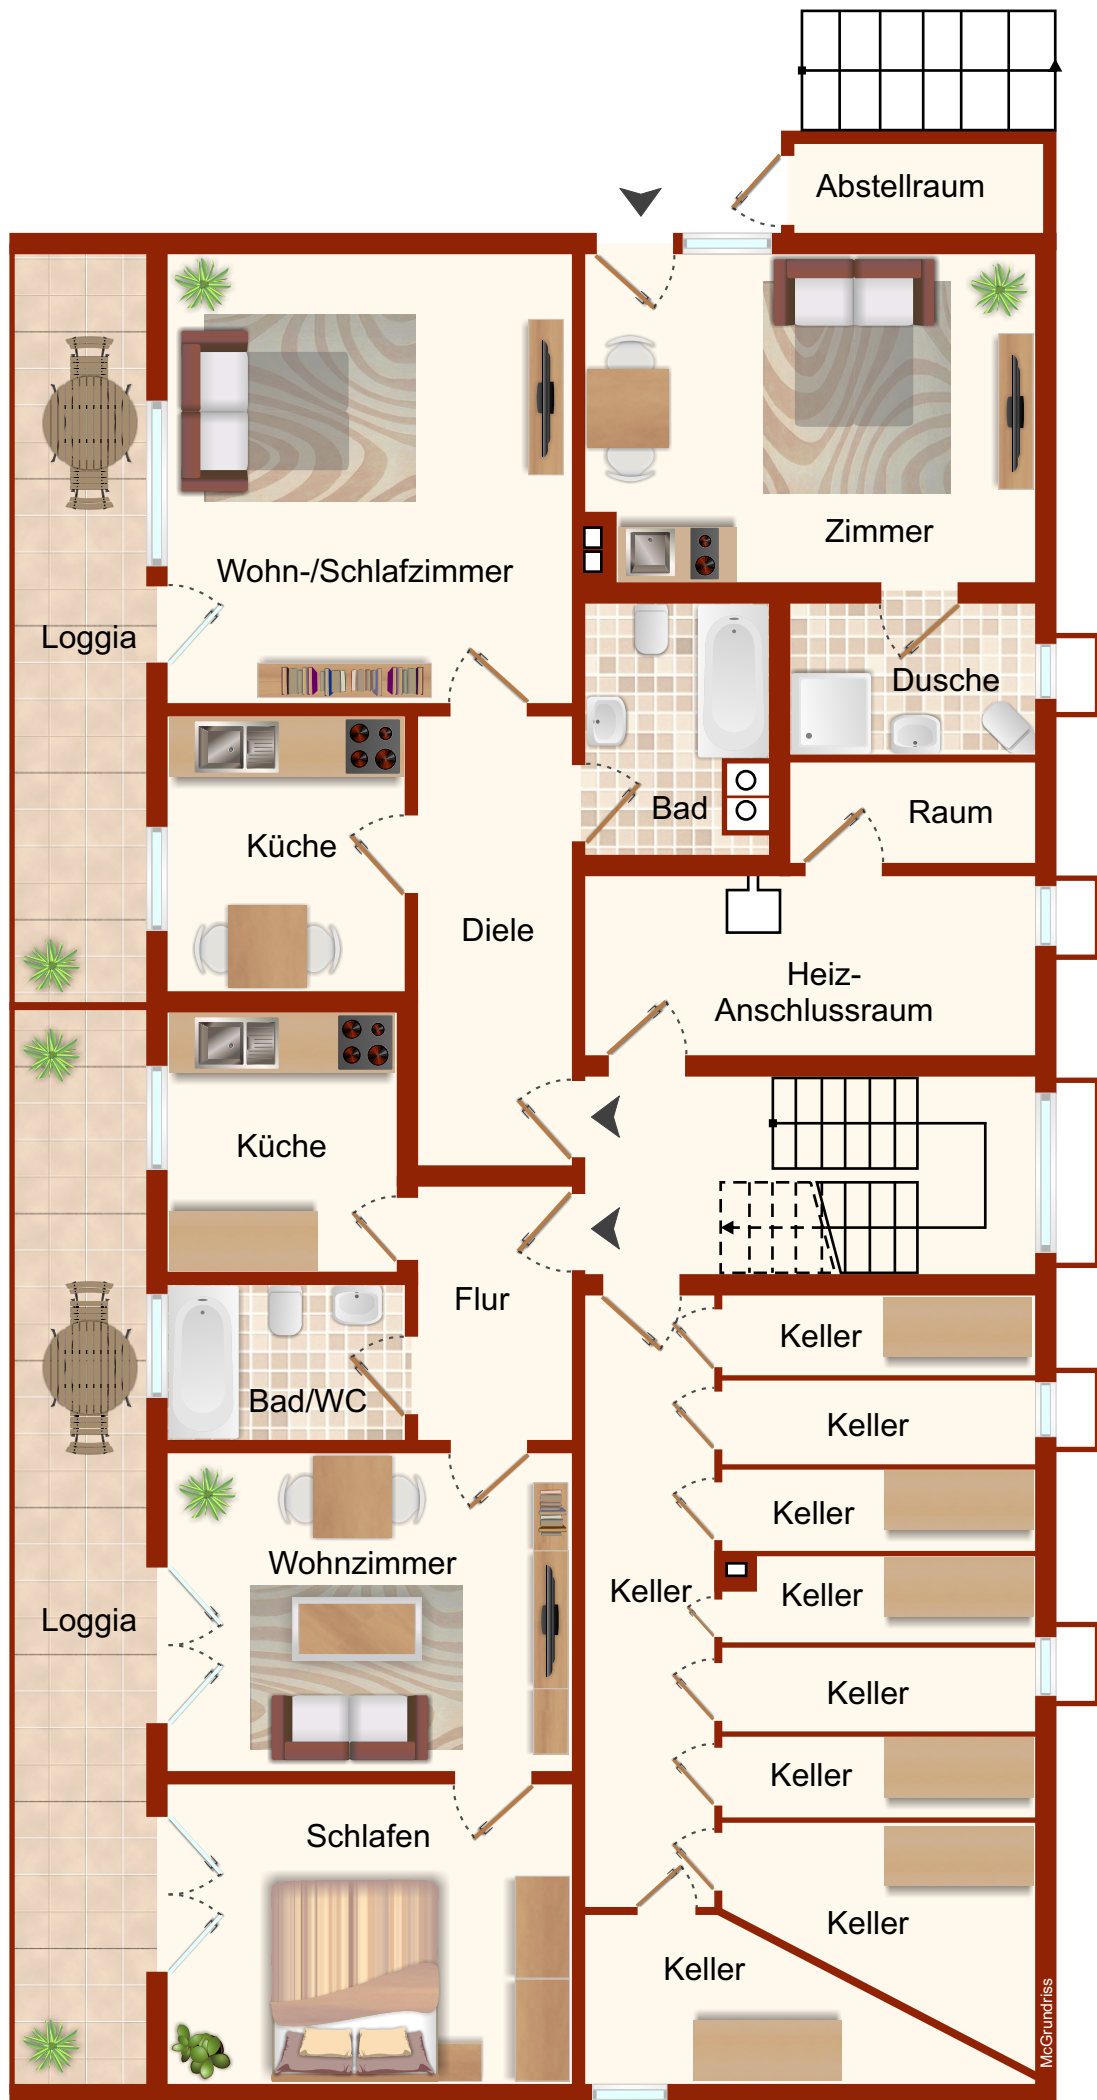 Abstellraum
Zimmer
Wohn-/Schlafzimmer
Loggia
Dusche
Bad
Raum
Küche
Diele
Heiz-
Anschlussraum
Küche
Flur
Keller
Bad/WC
Keller
Keller
Wohnzimmer
Keller
Keller
Loggia
Keller
Keller
Schlafen
Keller
Keller
McGrundriss